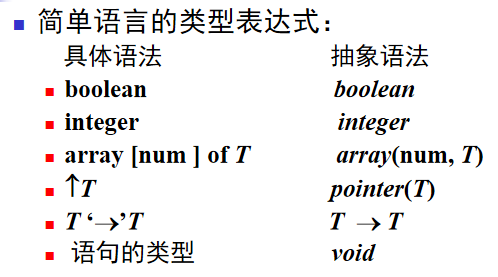 简单语言的类型表达式：
具体语法 抽象语法
boolean boolean
integer integer
array [num ] of T array(num, T)
↑T pointer(T)
T ‘→’T T → T
语句的类型 void